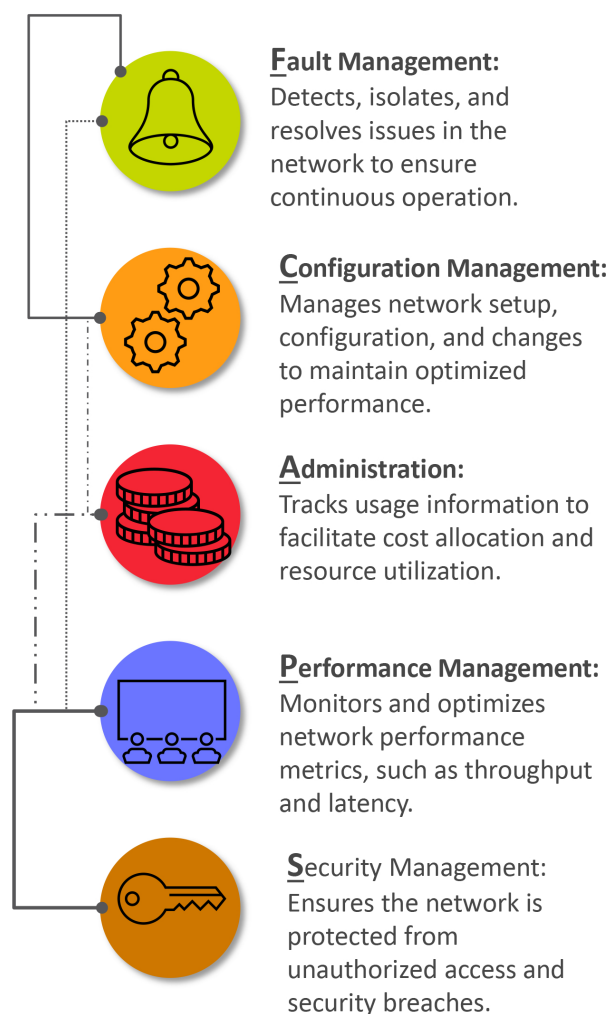 Fault Management:
Detects, isolates, and
resolves issues in the
network to ensure
continuous operation.
Configuration Management:
Manages network setup,
configuration, and changes
to maintain optimized
performance.
Administration:
Tracks usage information to
facilitate cost allocation and
resource utilization.
Performance Management:
Monitors and optimizes
network performance
metrics, such as throughput
and latency.
Security Management:
Ensures the network is
protected from
unauthorized access and
security breaches.